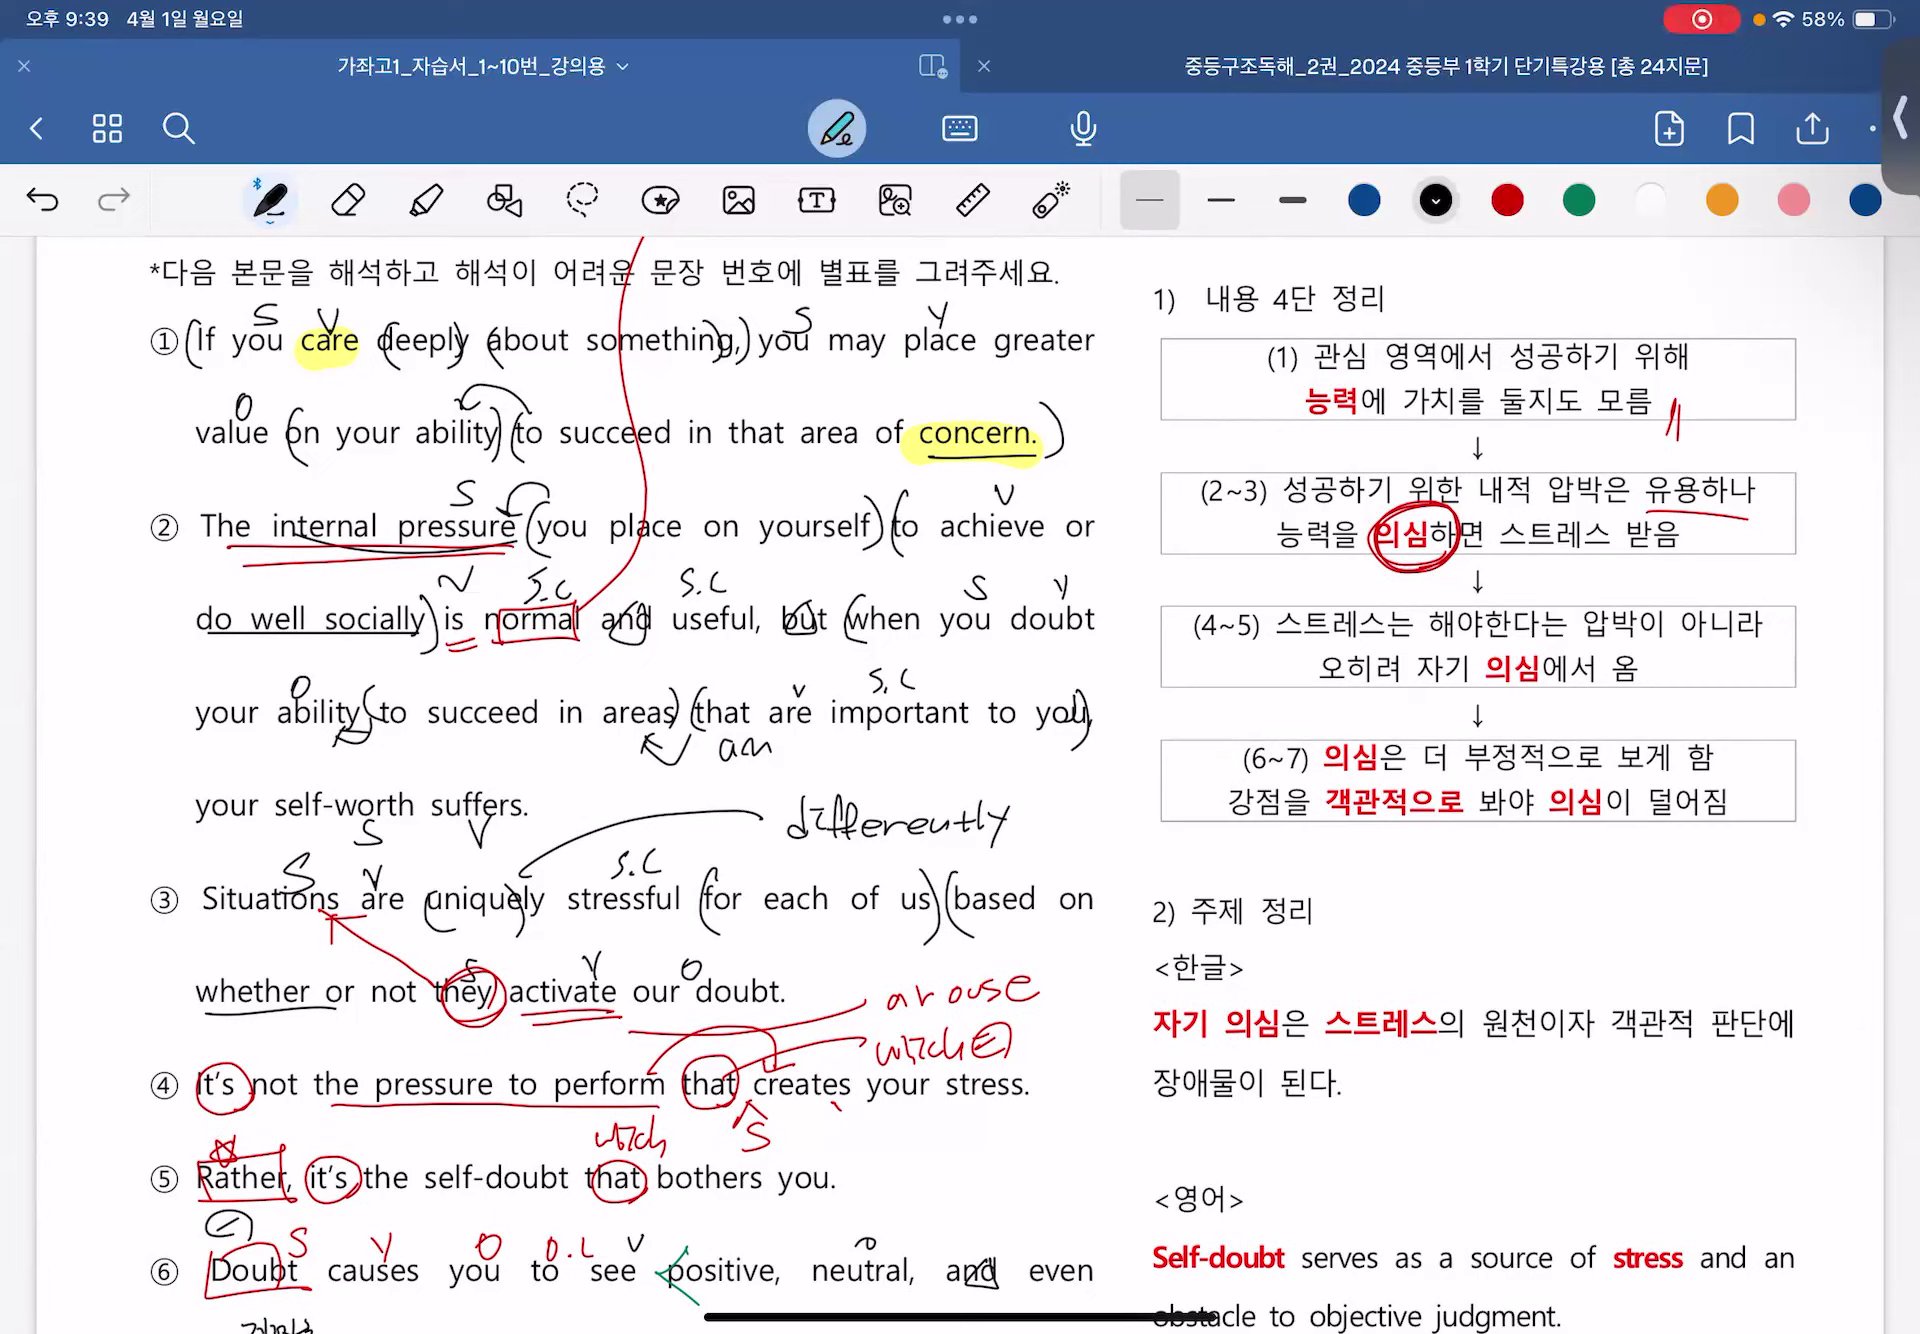 오후 9:39 4월 1일 월요일
58%
가좌고1_자습서_1~10번_강의용
중등구조독해_2권_2024 중등부 1학기 단기특강용 [총 24지문]
*다음 본문을 해석하고 해석이 어려운 문장 번호에 별표를 그려주세요.
S V S V
① If you care deeply about something, you may place greater
O
value on your ability to succeed in that area of concern.
S V
② The internal pressure you place on yourself to achieve or
V S.C S.C S V
do well socially is normal and useful, but when you doubt
O V S.C
your ability to succeed in areas that are important to you,
am
your self-worth suffers.
S V
differently
S V S.C
③ Situations are uniquely stressful for each of us based on
S V O
whether or not they activate our doubt.
arouse
which
④ It's not the pressure to perform that creates your stress.
which S
⑤ Rather, it's the self-doubt that bothers you.
S V O O.C V
⑥ Doubt causes you to see positive, neutral, and even
1) 내용 4단 정리
(1) 관심 영역에서 성공하기 위해
능력에 가치를 둘지도 모름
↓
(2~3) 성공하기 위한 내적 압박은 유용하나
능력을 의심하면 스트레스 받음
↓
(4~5) 스트레스는 해야한다는 압박이 아니라
오히려 자기 의심에서 옴
↓
(6~7) 의심은 더 부정적으로 보게 함
강점을 객관적으로 봐야 의심이 덜어짐
2) 주제 정리
<한글>
자기 의심은 스트레스의 원천이자 객관적 판단에
장애물이 된다.
<영어>
Self-doubt serves as a source of stress and an
obstacle to objective judgment.